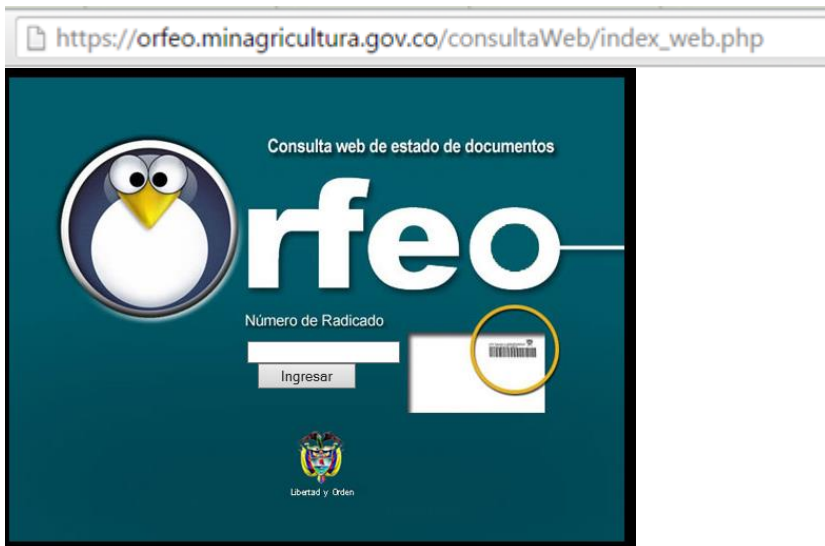 https://orfeo.minagricultura.gov.co/consultaWeb/index_web.php
Consulta web de estado de documentos
Orfeo
Número de Radicado
Ingresar
Libertad y Orden